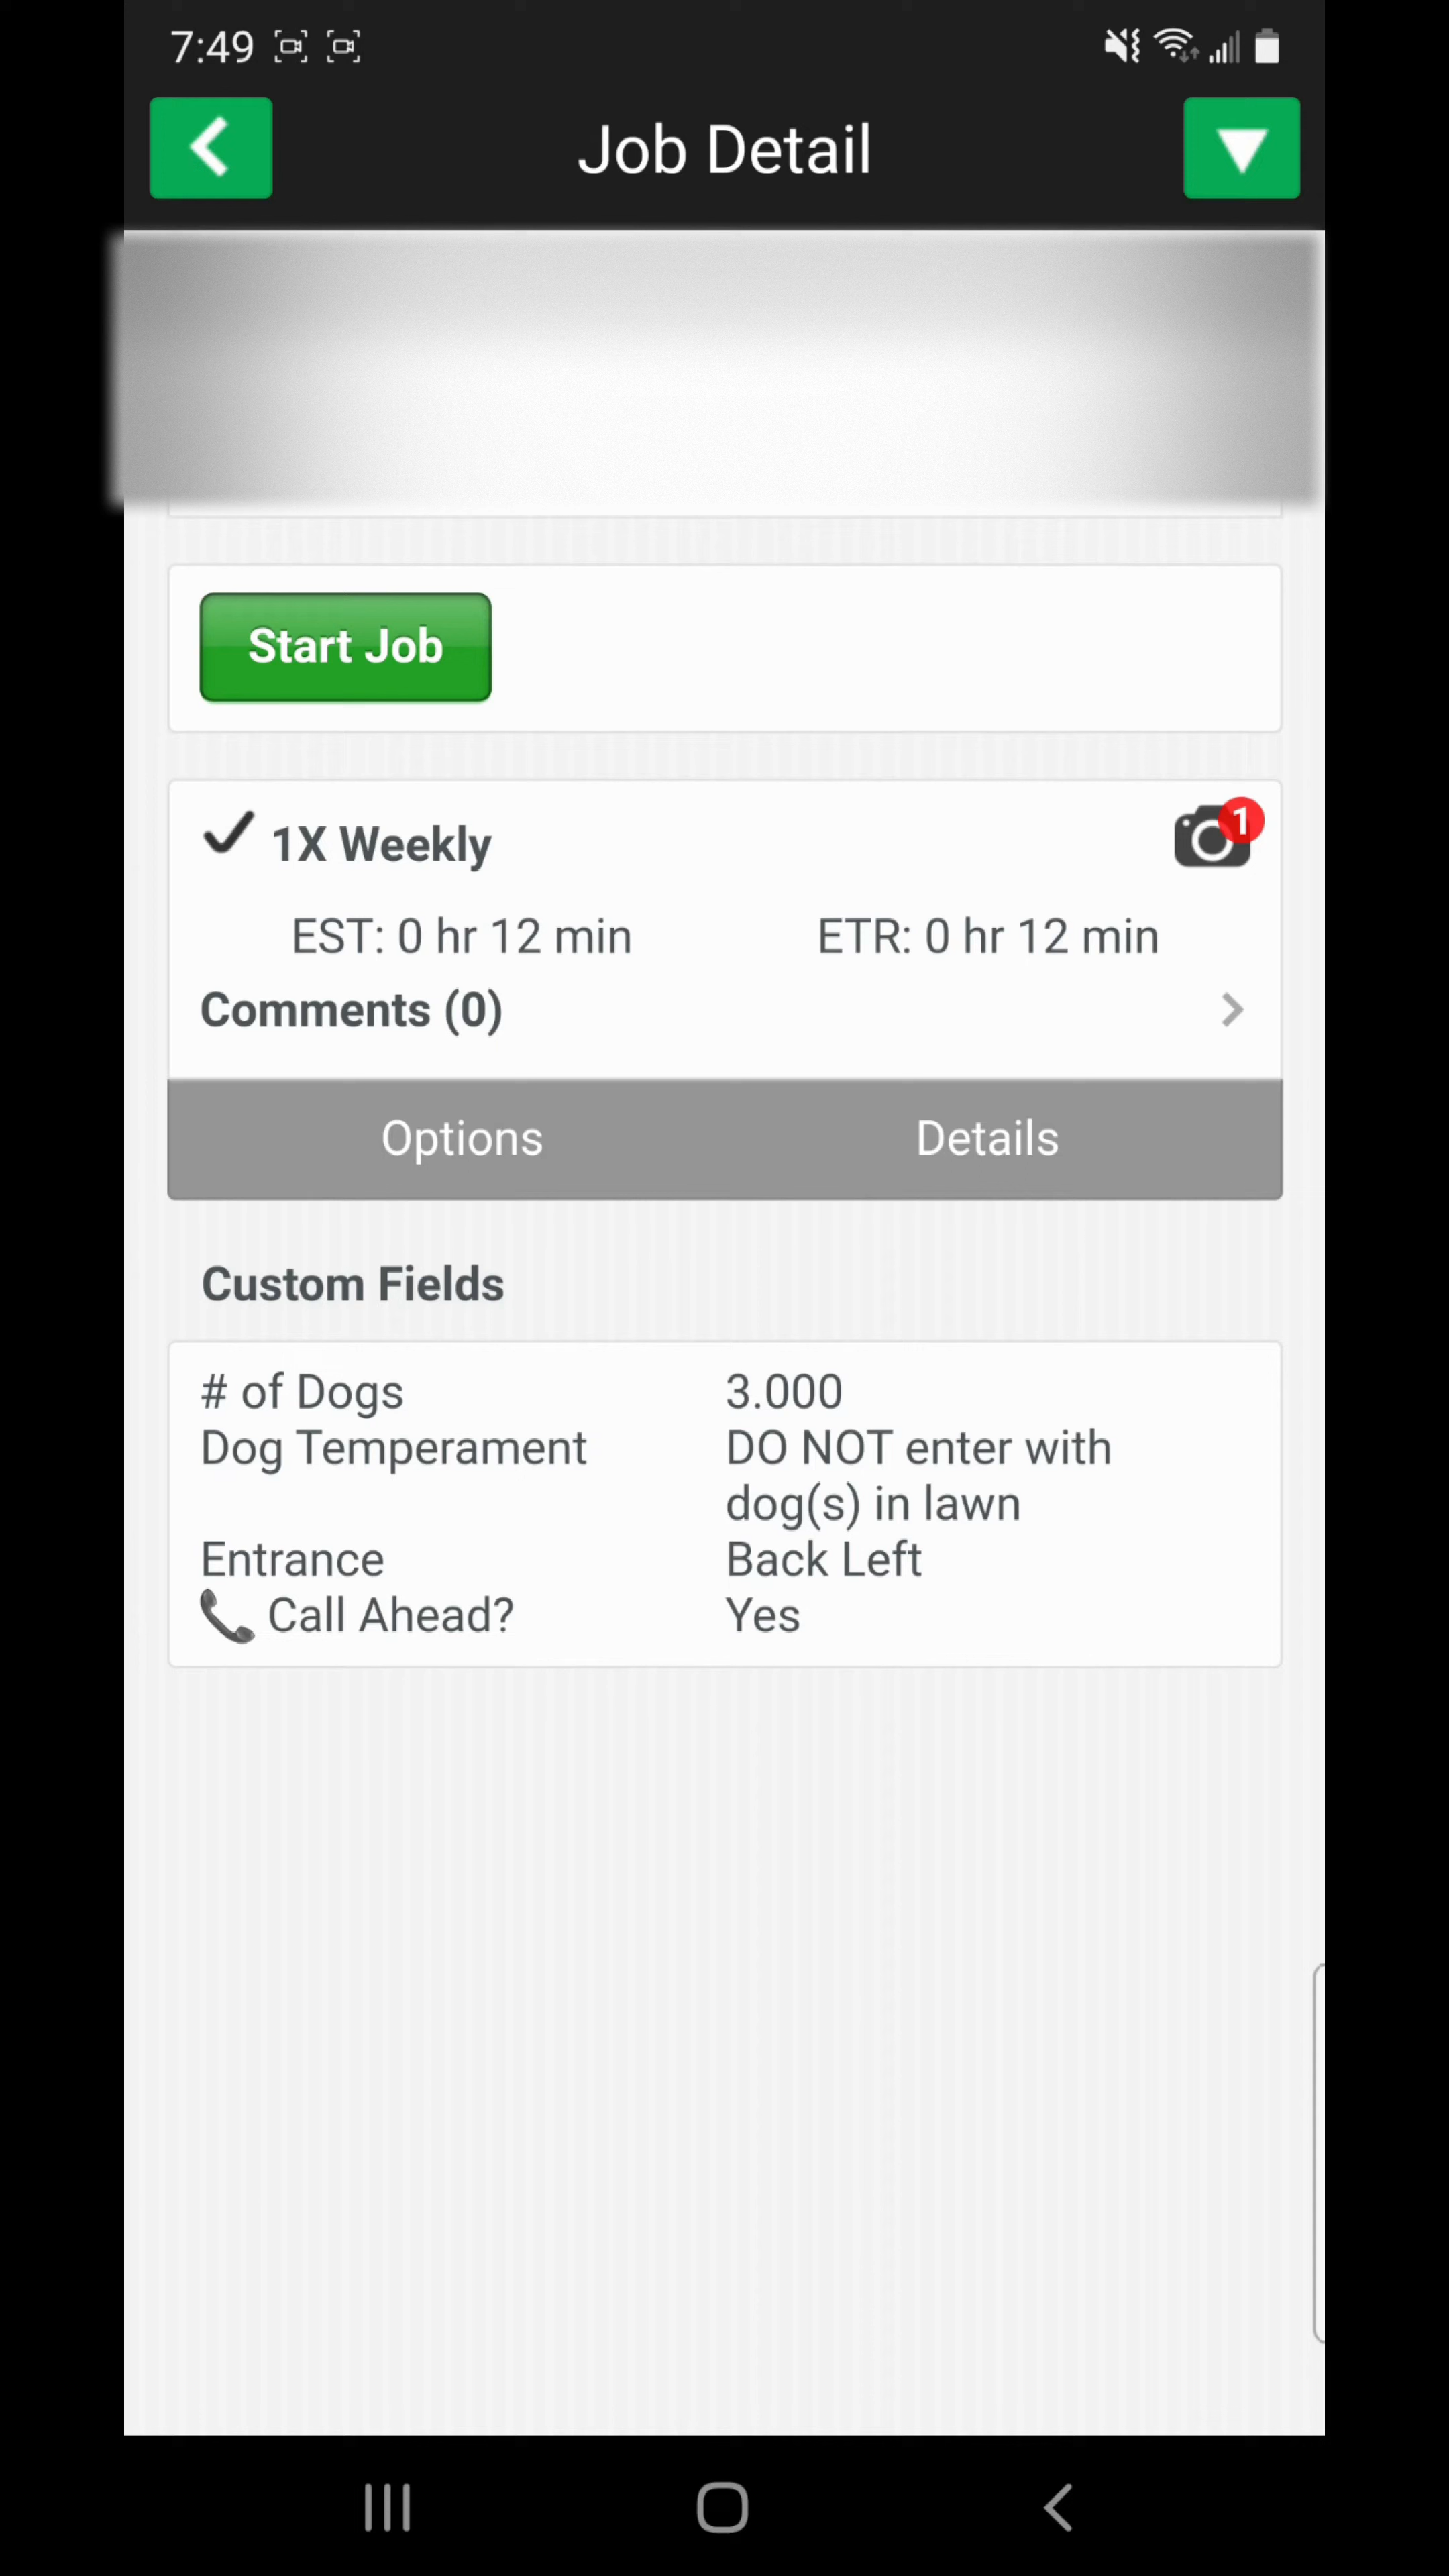 7:49
Job Detail
Start Job
1X Weekly
1
EST: 0 hr 12 min ETR: 0 hr 12 min
Comments (0)
Options Details
Custom Fields
# of Dogs 3.000
Dog Temperament DO NOT enter with
dog(s) in lawn
Entrance Back Left
Call Ahead? Yes